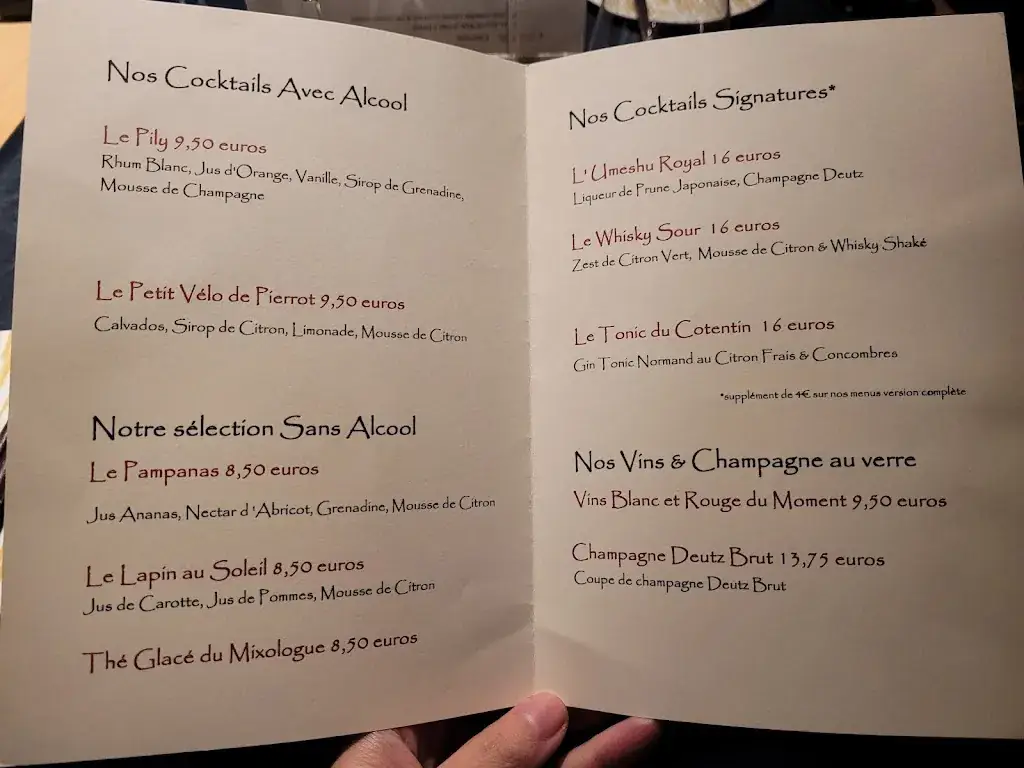 Nos Cocktails Avec Alcool
Le Pily 9,50 euros
Rhum Blanc, Jus d'Orange, Vanille, Sirop de Grenadine,
Mousse de Champagne
Le Petit Vélo de Pierrot 9,50 euros
Calvados, Sirop de Citron, Limonade, Mousse de Citron
Notre sélection Sans Alcool
Le Pampanas 8,50 euros
Jus Ananas, Nectar d'Abricot, Grenadine, Mousse de Citron
Le Lapin au Soleil 8,50 euros
Jus de Carotte, Jus de Pommes, Mousse de Citron
Thé Glacé du Mixologue 8,50 euros
Nos Cocktails Signatures*
L'Umeshu Royal 16 euros
Liqueur de Prune Japonaise, Champagne Deutz
Le Whisky Sour 16 euros
Zest de Citron Vert, Mousse de Citron & Whisky Shaké
Le Tonic du Cotentin 16 euros
Gin Tonic Normand au Citron Frais & Concombres
*supplément de 4€ sur nos menus version complète
Nos Vins & Champagne au verre
Vins Blanc et Rouge du Moment 9,50 euros
Champagne Deutz Brut 13,75 euros
Coupe de champagne Deutz Brut